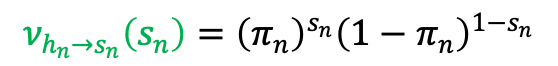 ν_{h_n→s_n}(s_n) = (π_n)^{s_n}(1 − π_n)^{1−s_n}